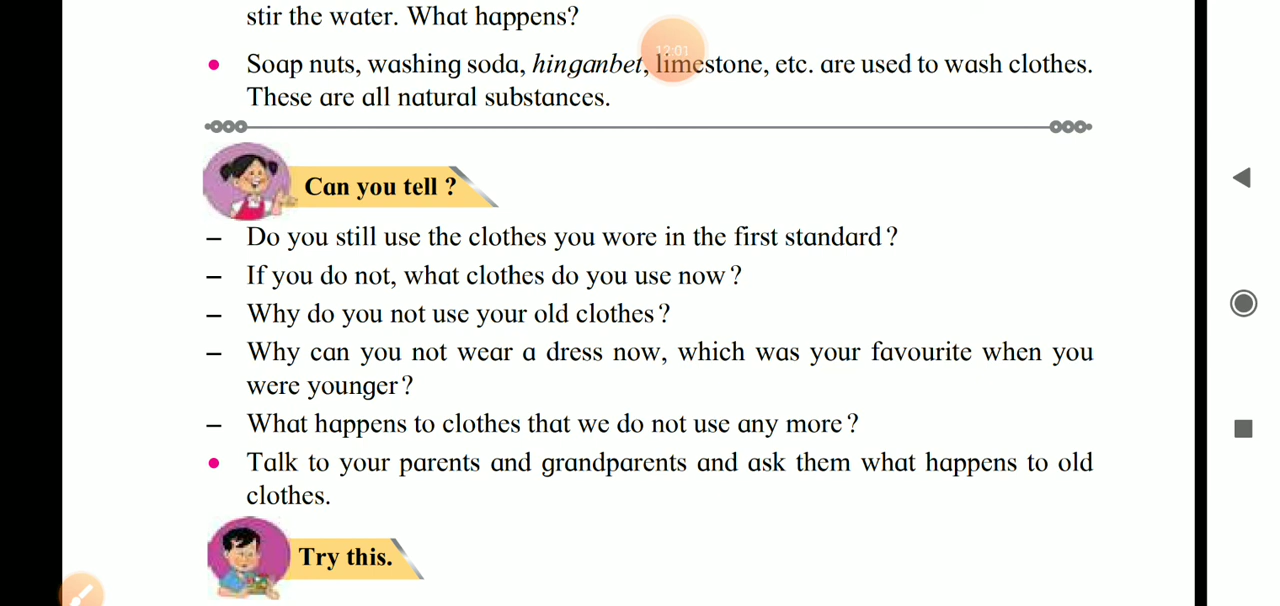 stir the water. What happens?
12:01
• Soap nuts, washing soda, hinganbet, limestone, etc. are used to wash clothes.
These are all natural substances.
Can you tell ?
– Do you still use the clothes you wore in the first standard ?
– If you do not, what clothes do you use now ?
– Why do you not use your old clothes ?
– Why can you not wear a dress now, which was your favourite when you
were younger ?
– What happens to clothes that we do not use any more ?
• Talk to your parents and grandparents and ask them what happens to old
clothes.
Try this.